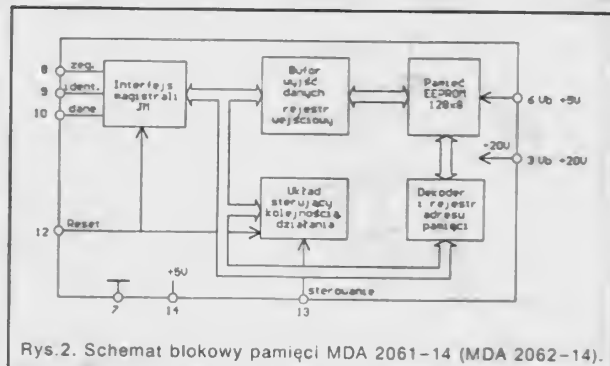 8 zeg.
9 ident.
10 dane
Interfejs
magistrali
JM
Bufor
wyjść
danych
rejestr
wejściowy
Pamięć
EEPROM
128x8
6 Ub +5V
-20V
3 Ub +20V
12 Reset
Układ
sterujący
kolejnością
działania
Dekoder
i rejestr
adresu
pamięci
7
+5V
14
13
sterowanie
Rys.2. Schemat blokowy pamięci MDA 2061-14 (MDA 2062-14).